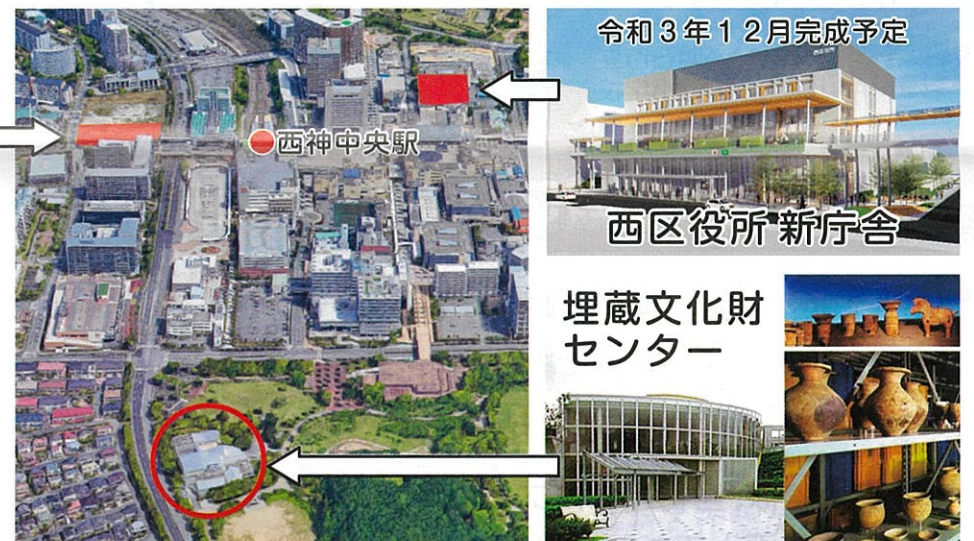 令和3年12月完成予定
西神中央駅
西区役所 新庁舎
埋蔵文化財
センター